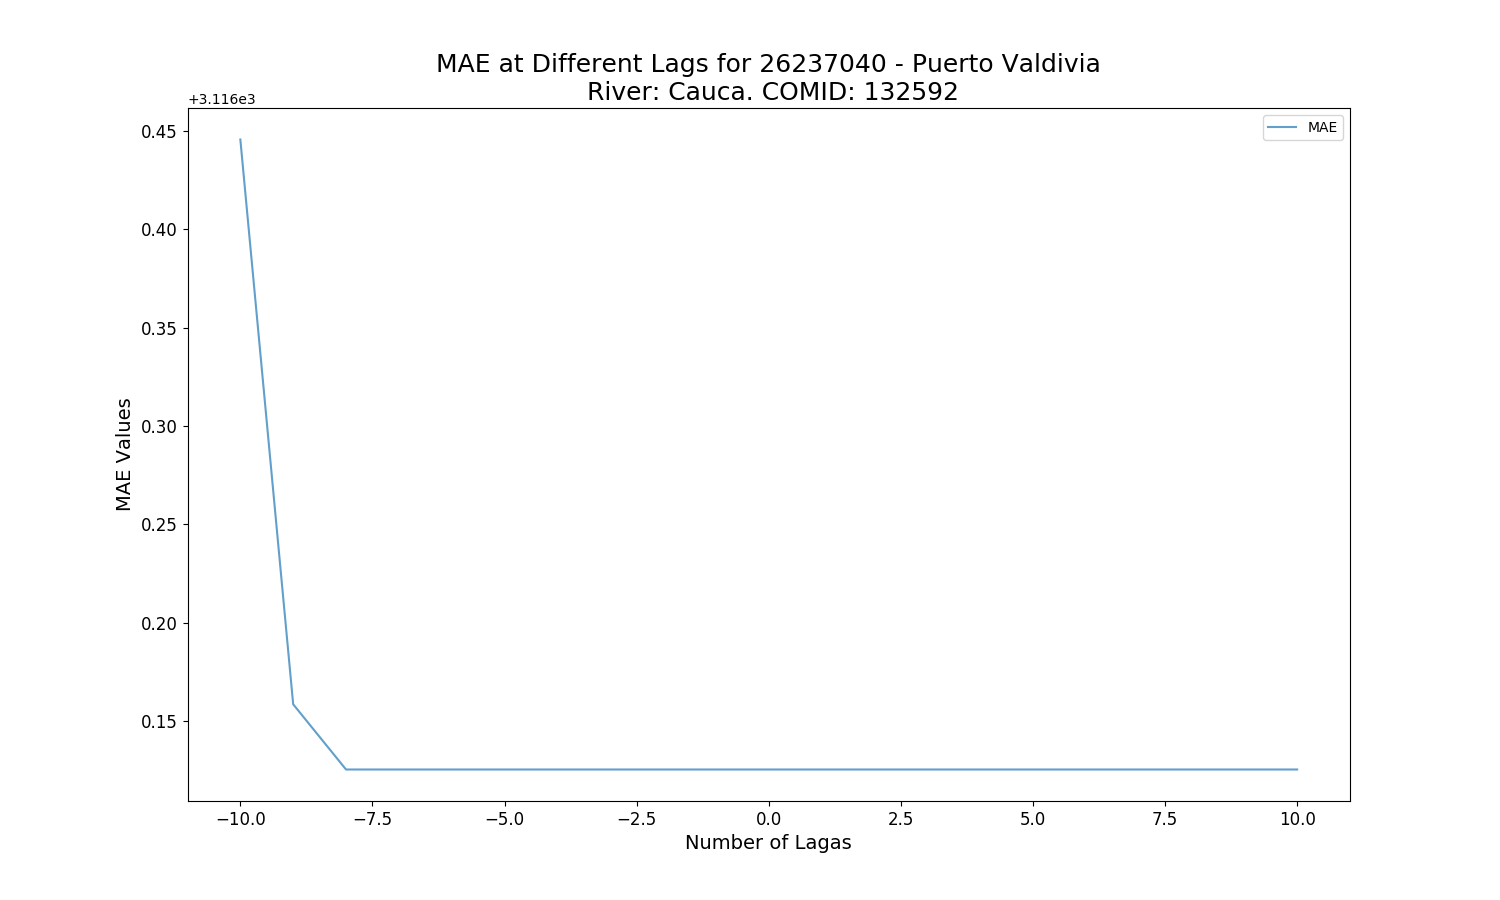 MAE at Different Lags for 26237040 - Puerto Valdivia
River: Cauca. COMID: 132592
+3.116e3
MAE
0.45
0.40
0.35
0.30
0.25
0.20
0.15
MAE Values
−10.0 −7.5 −5.0 −2.5 0.0 2.5 5.0 7.5 10.0
Number of Lagas